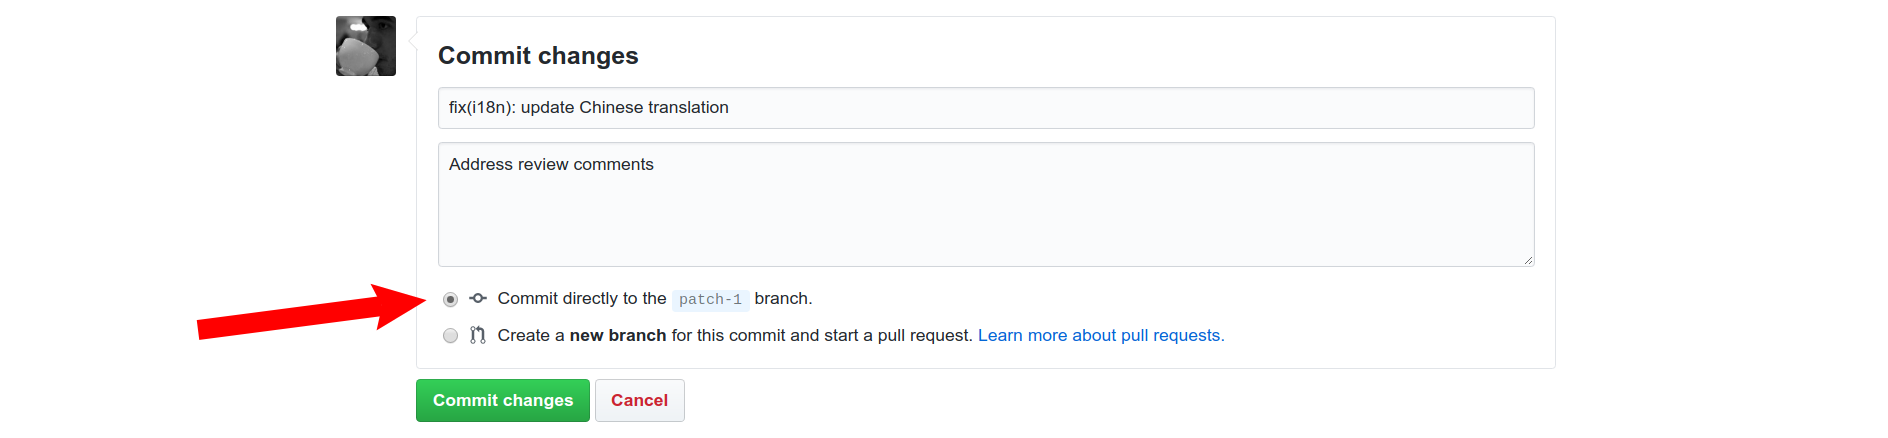 Commit changes
fix(i18n): update Chinese translation
Address review comments
Commit directly to the patch-1 branch.
Create a new branch for this commit and start a pull request. Learn more about pull requests.
Commit changes Cancel